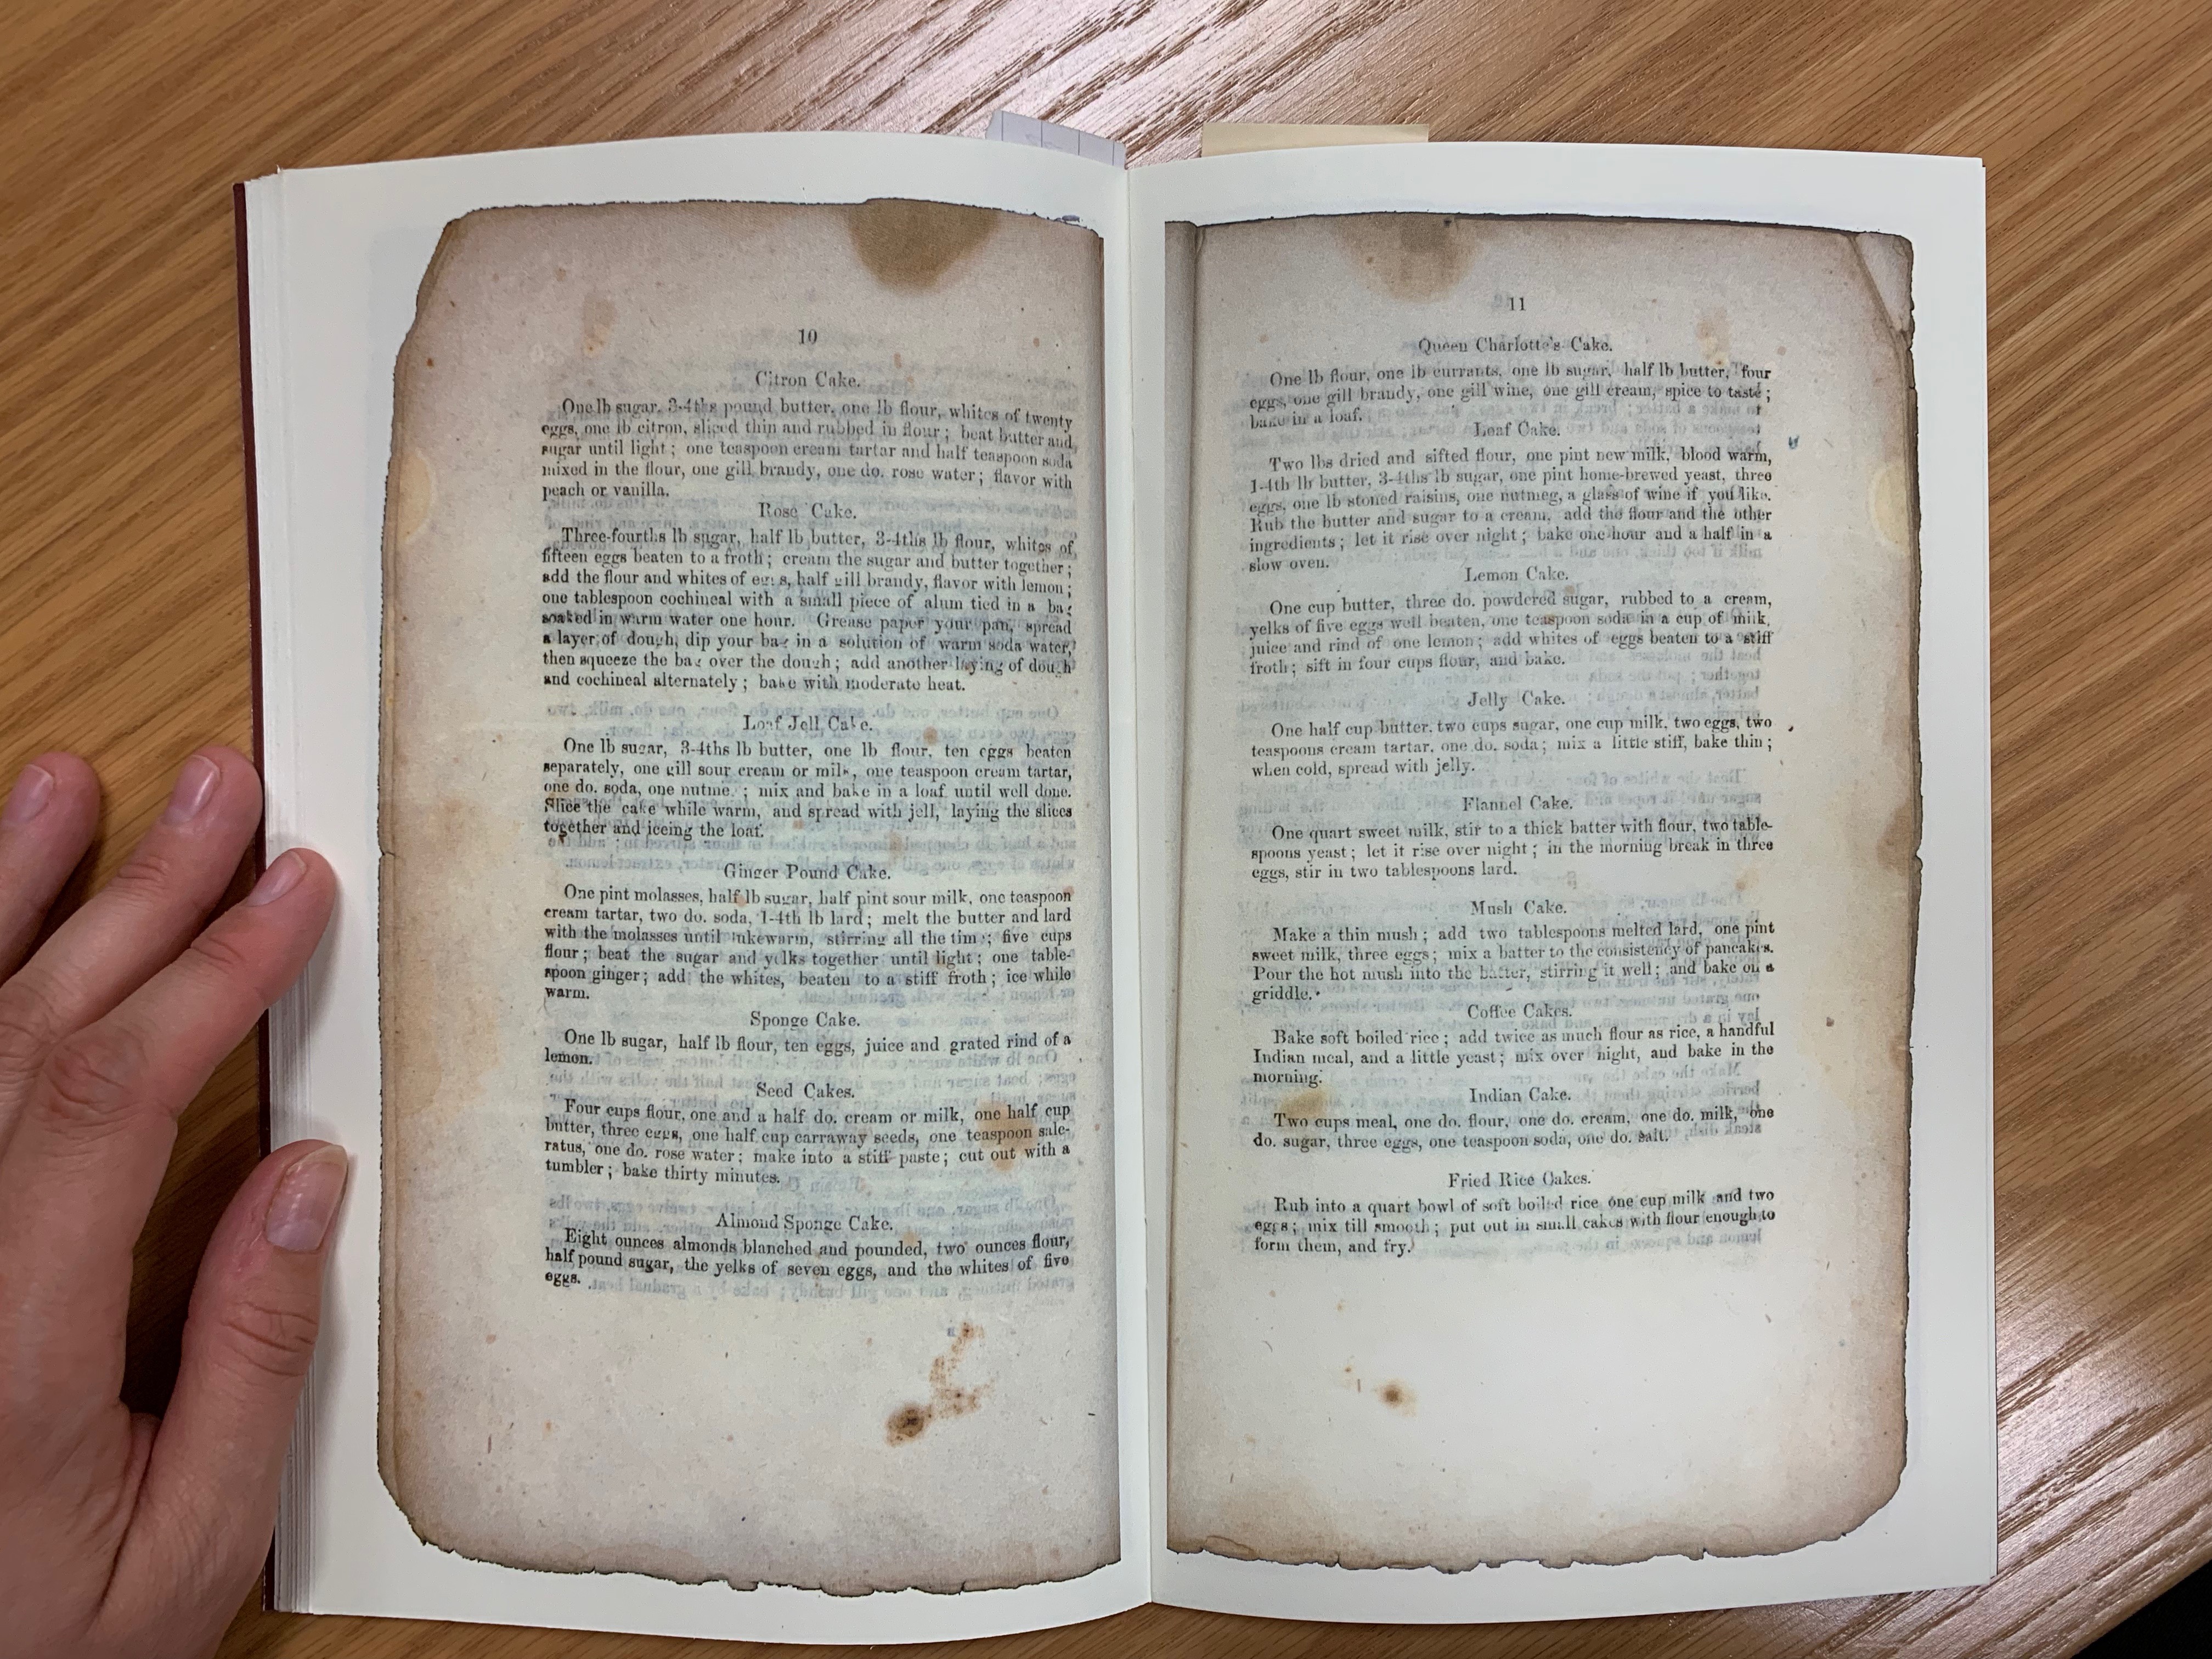 10
Citron Cake.
One lb sugar, 3-4ths pound butter, one lb flour, whites of twenty
eggs, one lb citron, sliced thin and rubbed in flour; beat butter and
sugar until light; one teaspoon cream tartar and half teaspoon soda
mixed in the flour, one gill brandy, one do. rose water; flavor with
peach or vanilla.
Rose Cake.
Three-fourths lb sugar, half lb butter, 3-4ths lb flour, whites of
fifteen eggs beaten to a froth; cream the sugar and butter together;
add the flour and whites of eggs, half gill brandy, flavor with lemon;
one tablespoon cochineal with a small piece of alum tied in a bag
soaked in warm water one hour. Grease paper your pan, spread
a layer of dough, dip your bag in a solution of warm soda water,
then squeeze the bag over the dough; add another laying of dough
and cochineal alternately; bake with moderate heat.
Loaf Jell Cake.
One lb sugar, 3-4ths lb butter, one lb flour, ten eggs beaten
separately, one gill sour cream or milk, one teaspoon cream tartar,
one do. soda, one nutmeg; mix and bake in a loaf until well done.
Slice the cake while warm, and spread with jell, laying the slices
together and iceing the loaf.
Ginger Pound Cake.
One pint molasses, half lb sugar, half pint sour milk, one teaspoon
cream tartar, two do. soda, 1-4th lb lard; melt the butter and lard
with the molasses until lukewarm, stirring all the time; five cups
flour; beat the sugar and yelks together until light; one table-
spoon ginger; add the whites, beaten to a stiff froth; ice while
warm.
Sponge Cake.
One lb sugar, half lb flour, ten eggs, juice and grated rind of a
lemon.
Seed Cakes.
Four cups flour, one and a half do. cream or milk, one half cup
butter, three eggs, one half cup carraway seeds, one teaspoon sale-
ratus, one do. rose water; make into a stiff paste; cut out with a
tumbler; bake thirty minutes.
Almond Sponge Cake.
Eight ounces almonds blanched and pounded, two ounces flour,
half pound sugar, the yelks of seven eggs, and the whites of five
eggs.
11
Queen Charlotte's Cake.
One lb flour, one lb currants, one lb sugar, half lb butter, four
eggs, one gill brandy, one gill wine, one gill cream, spice to taste;
bake in a loaf.
Loaf Cake.
Two lbs dried and sifted flour, one pint new milk, blood warm,
1-4th lb butter, 3-4ths lb sugar, one pint home-brewed yeast, three
eggs, one lb stoned raisins, one nutmeg, a glass of wine if you like.
Rub the butter and sugar to a cream, add the flour and the other
ingredients; let it rise over night; bake one hour and a half in a
slow oven.
Lemon Cake.
One cup butter, three do. powdered sugar, rubbed to a cream,
yelks of five eggs well beaten, one teaspoon soda in a cup of milk,
juice and rind of one lemon; add whites of eggs beaten to a stiff
froth; sift in four cups flour, and bake.
Jelly Cake.
One half cup butter, two cups sugar, one cup milk, two eggs, two
teaspoons cream tartar, one do. soda; mix a little stiff, bake thin;
when cold, spread with jelly.
Flannel Cake.
One quart sweet milk, stir to a thick batter with flour, two table-
spoons yeast; let it rise over night; in the morning break in three
eggs, stir in two tablespoons lard.
Mush Cake.
Make a thin mush; add two tablespoons melted lard, one pint
sweet milk, three eggs; mix a batter to the consistency of pancakes.
Pour the hot mush into the batter, stirring it well; and bake on a
griddle.
Coffee Cakes.
Bake soft boiled rice; add twice as much flour as rice, a handful
Indian meal, and a little yeast; mix over night, and bake in the
morning.
Indian Cake.
Two cups meal, one do. flour, one do. cream, one do. milk, one
do. sugar, three eggs, one teaspoon soda, one do. salt.
Fried Rice Cakes.
Rub into a quart bowl of soft boiled rice one cup milk and two
eggs; mix till smooth; put out in small cakes with flour enough to
form them, and fry.